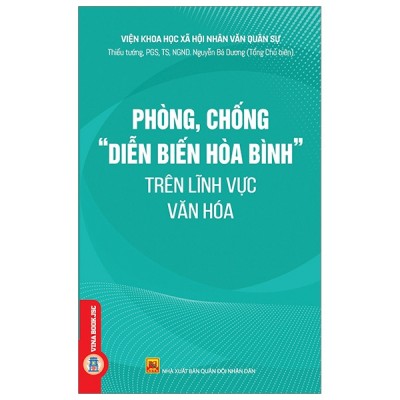 VIỆN KHOA HỌC XÃ HỘI NHÂN VĂN QUÂN SỰ
Thiếu tướng, PGS, TS, NGND. Nguyễn Bá Dương (Tổng Chủ biên)
PHÒNG, CHỐNG
“DIỄN BIẾN HÒA BÌNH”
TRÊN LĨNH VỰC
VĂN HÓA
VINA BOOK.JSC
NHÀ XUẤT BẢN QUÂN ĐỘI NHÂN DÂN